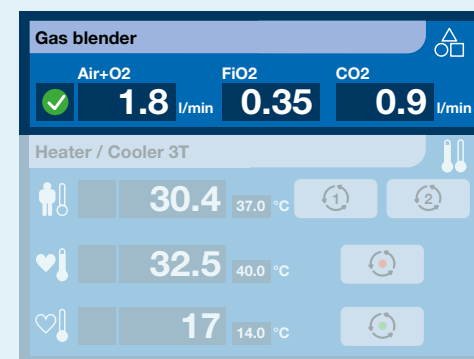 Gas blender
Air+O2 FiO2 CO2
1.8 l/min 0.35 0.9 l/min
Heater / Cooler 3T
30.4 37.0 °C 1 2
32.5 40.0 °C
17 14.0 °C